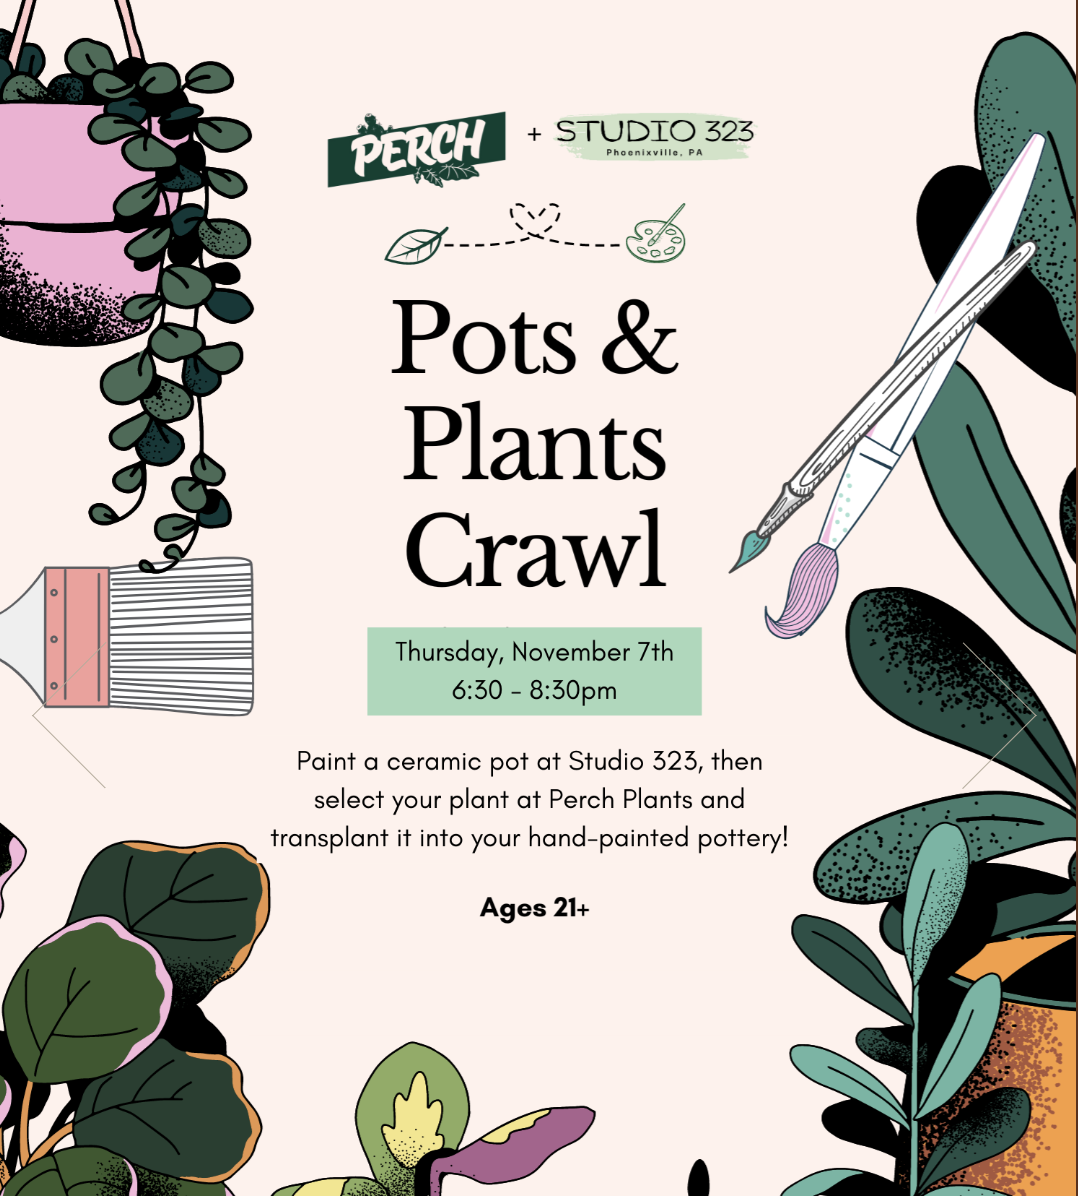 PERCH + STUDIO 323
Phoenixville, PA
Pots &
Plants
Crawl
Thursday, November 7th
6:30 - 8:30pm
Paint a ceramic pot at Studio 323, then
select your plant at Perch Plants and
transplant it into your hand-painted pottery!
Ages 21+